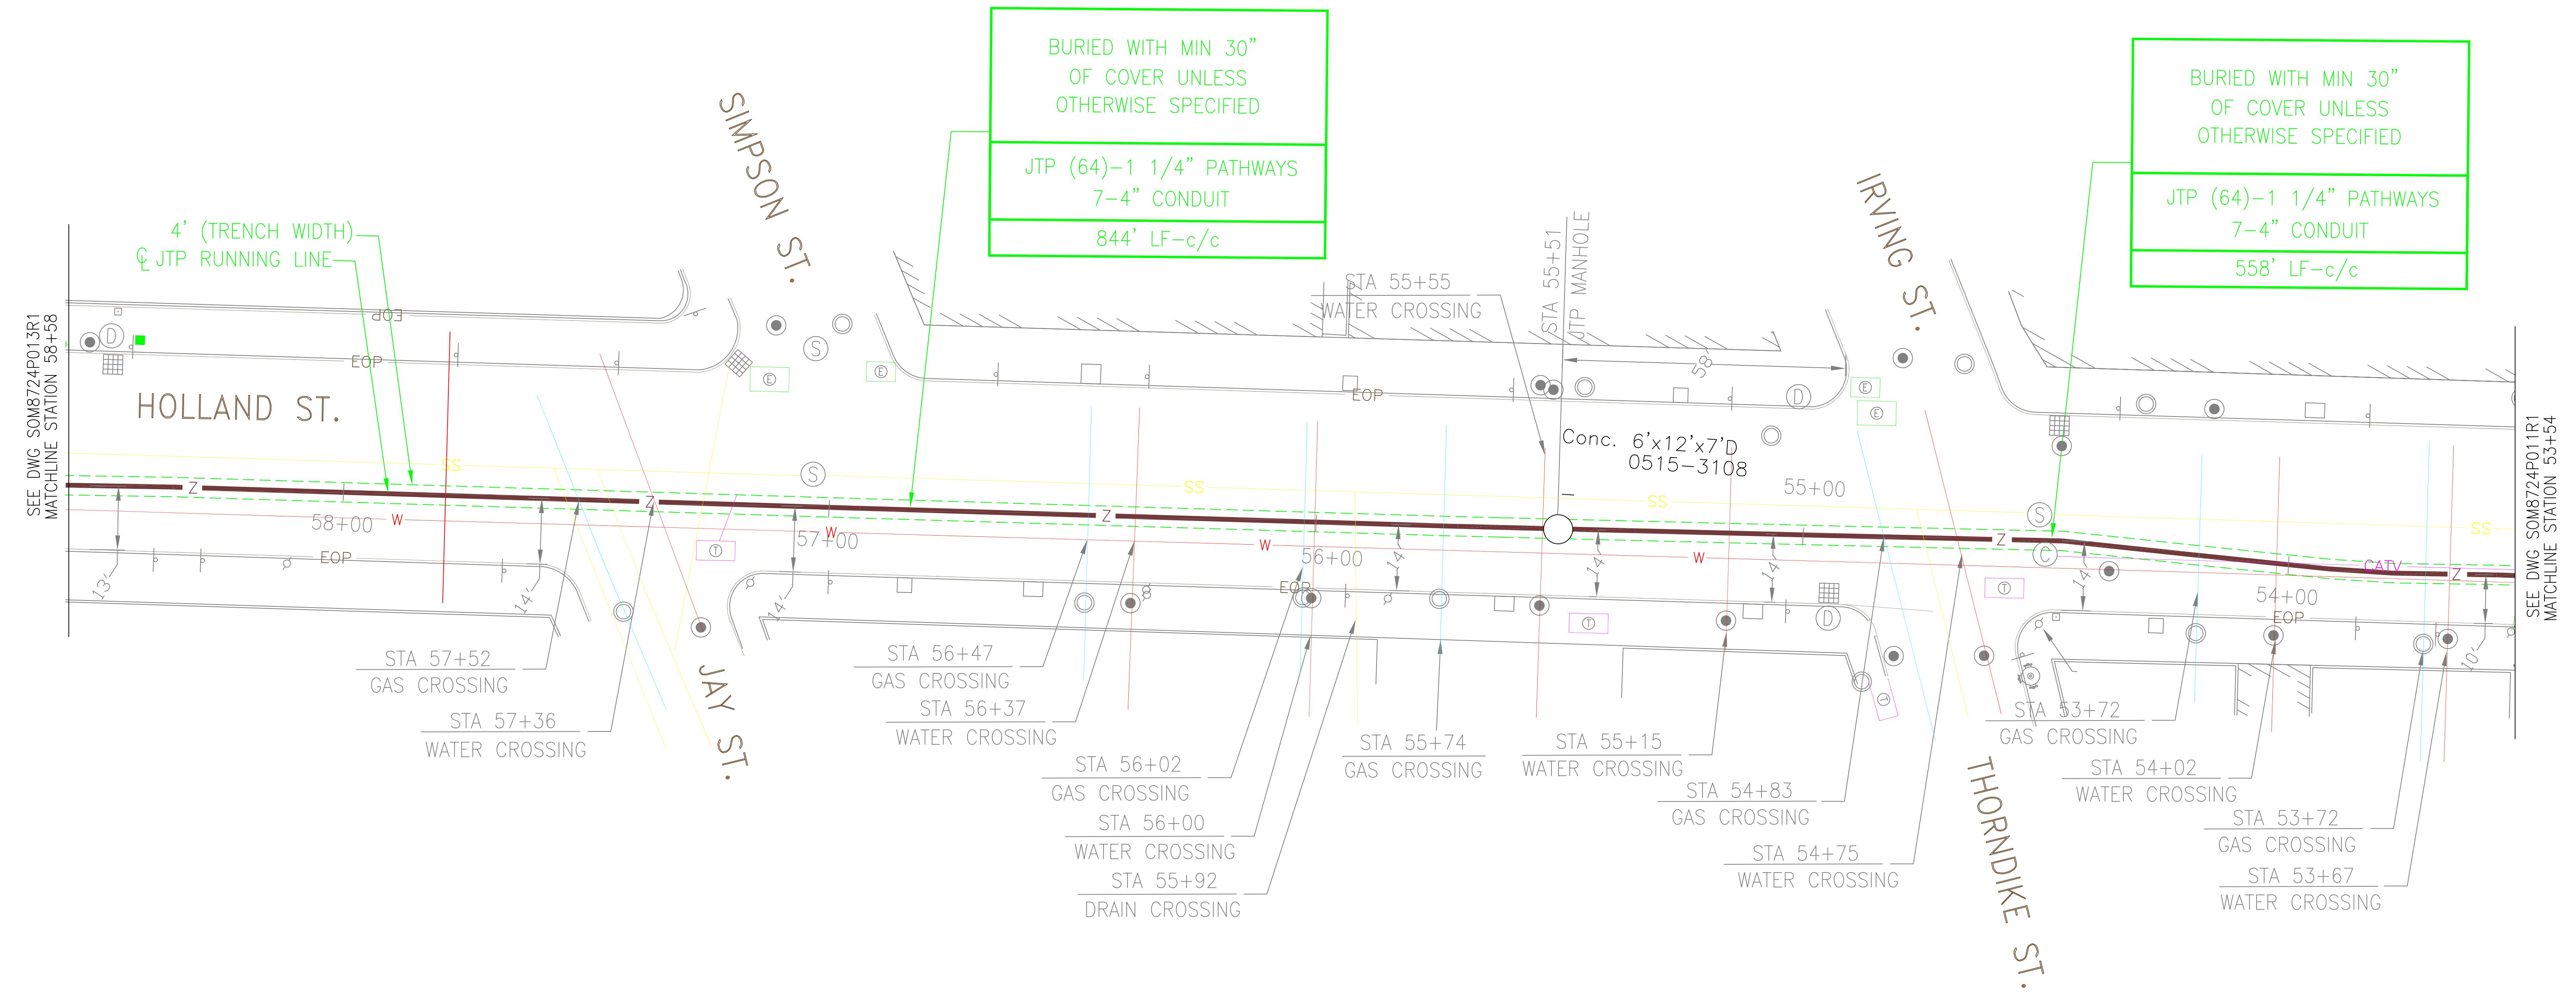 BURIED WITH MIN 30"
OF COVER UNLESS
OTHERWISE SPECIFIED
JTP (64)-1 1/4" PATHWAYS
7-4" CONDUIT
844' LF-c/c
BURIED WITH MIN 30"
OF COVER UNLESS
OTHERWISE SPECIFIED
JTP (64)-1 1/4" PATHWAYS
7-4" CONDUIT
558' LF-c/c
SIMPSON ST.
IRVING ST.
4' (TRENCH WIDTH)
℄ JTP RUNNING LINE
SEE DWG SOM8724P013R1
MATCHLINE STATION 58+58
STA 55+55
WATER CROSSING
STA 55+51
JTP MANHOLE
58'
EOP
EOP
EOP
D
S
E
E
D
E
E
HOLLAND ST.
Conc. 6'x12'x7'D
0515-3108
SS
S
SS
SS
55+00
S
SS
SEE DWG SOM8724P011R1
MATCHLINE STATION 53+54
Z
Z
Z
Z
Z
58+00
W
W
57+00
W
56+00
W
C
CATV
54+00
T
T
T
T
D
EOP
EOP
EOP
13'
14'
14'
14'
14'
14'
14'
10'
JAY ST.
THORNDIKE ST.
STA 57+52
GAS CROSSING
STA 57+36
WATER CROSSING
STA 56+47
GAS CROSSING
STA 56+37
WATER CROSSING
STA 56+02
GAS CROSSING
STA 56+00
WATER CROSSING
STA 55+92
DRAIN CROSSING
STA 55+74
GAS CROSSING
STA 55+15
WATER CROSSING
STA 54+83
GAS CROSSING
STA 54+75
WATER CROSSING
STA 53+72
GAS CROSSING
STA 54+02
WATER CROSSING
STA 53+72
GAS CROSSING
STA 53+67
WATER CROSSING